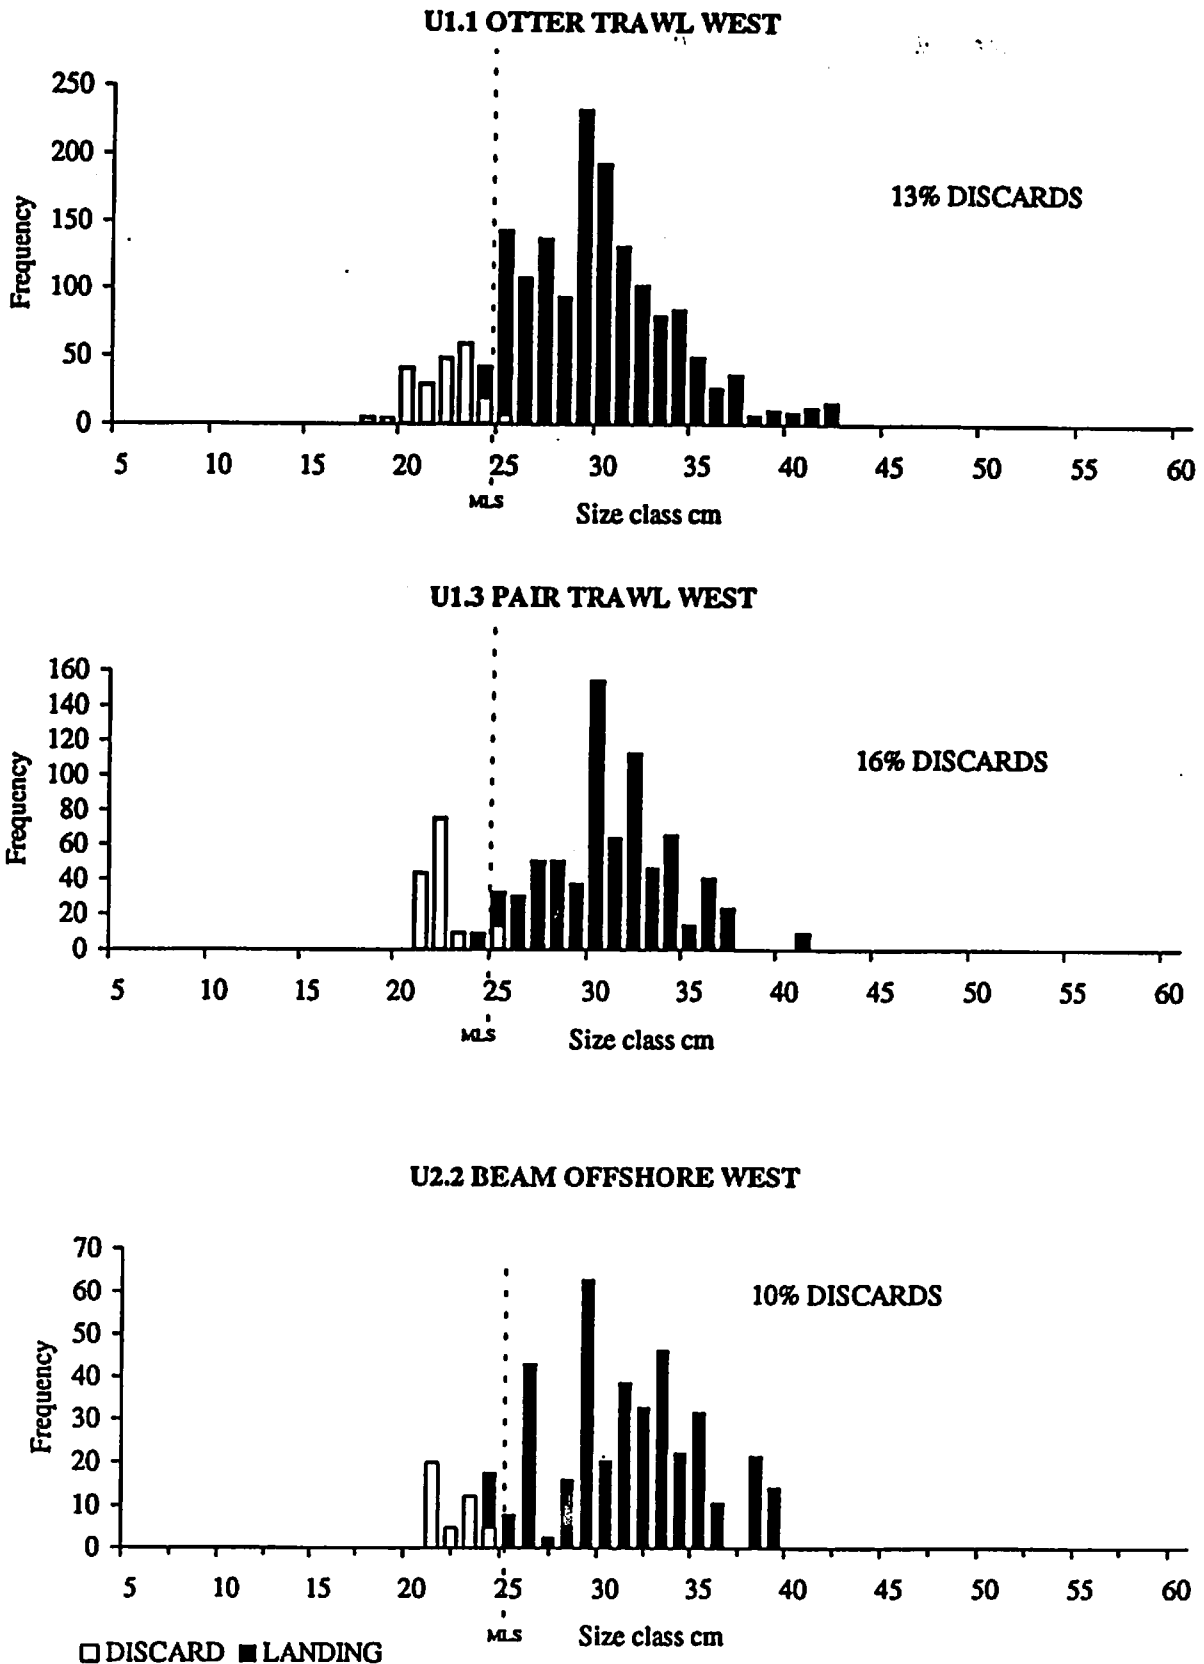 U1.1 OTTER TRAWL WEST
250
200
150
100
50
0
Frequency
13% DISCARDS
5 10 15 20 25 30 35 40 45 50 55 60
MLS
Size class cm
U1.3 PAIR TRAWL WEST
160
140
120
100
80
60
40
20
0
Frequency
16% DISCARDS
5 10 15 20 25 30 35 40 45 50 55 60
MLS
Size class cm
U2.2 BEAM OFFSHORE WEST
70
60
50
40
30
20
10
0
Frequency
10% DISCARDS
5 10 15 20 25 30 35 40 45 50 55 60
MLS
Size class cm
DISCARD LANDING